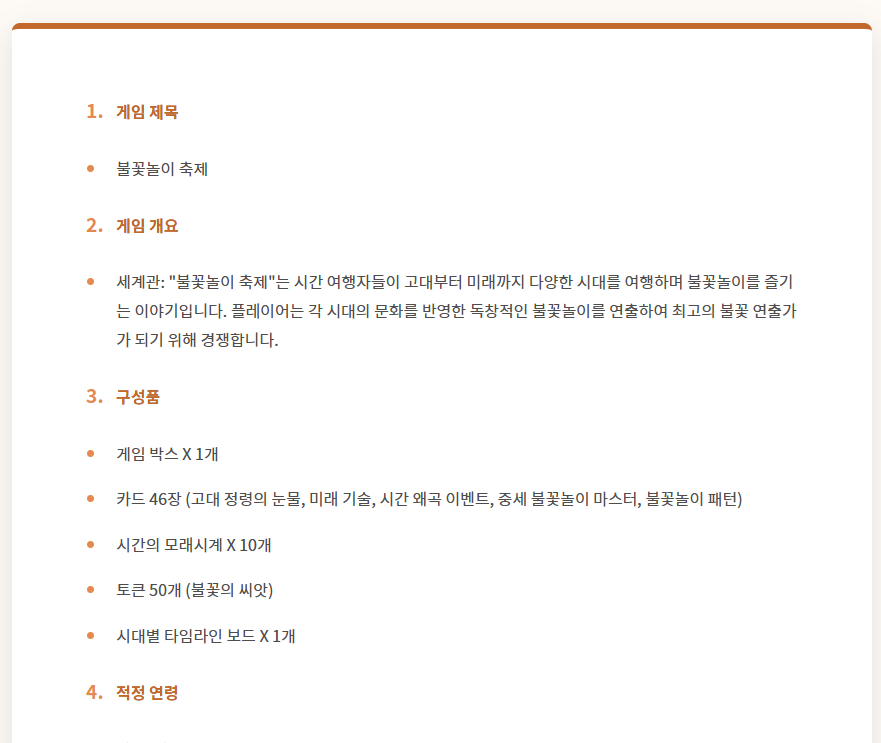 1. 게임 제목
불꽃놀이 축제
2. 게임 개요
세계관: "불꽃놀이 축제"는 시간 여행자들이 고대부터 미래까지 다양한 시대를 여행하며 불꽃놀이를 즐기
는 이야기입니다. 플레이어는 각 시대의 문화를 반영한 독창적인 불꽃놀이를 연출하여 최고의 불꽃 연출가
가 되기 위해 경쟁합니다.
3. 구성품
게임 박스 X 1개
카드 46장 (고대 정령의 눈물, 미래 기술, 시간 왜곡 이벤트, 중세 불꽃놀이 마스터, 불꽃놀이 패턴)
시간의 모래시계 X 10개
토큰 50개 (불꽃의 씨앗)
시대별 타임라인 보드 X 1개
4. 적정 연령